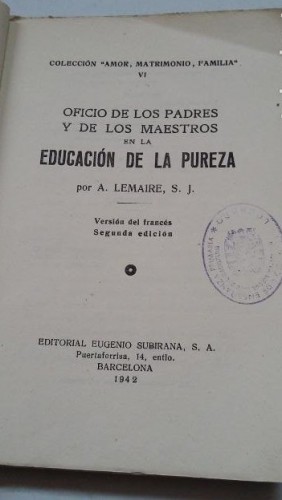 COLECCIÓN "AMOR, MATRIMONIO, FAMILIA"
VI
OFICIO DE LOS PADRES
Y DE LOS MAESTROS
EN LA
EDUCACIÓN DE LA PUREZA
por A. LEMAIRE, S. J.
Versión del francés
Segunda edición
EDITORIAL EUGENIO SUBIRANA, S. A.
Puertaferrisa, 14, entlo.
BARCELONA
1942